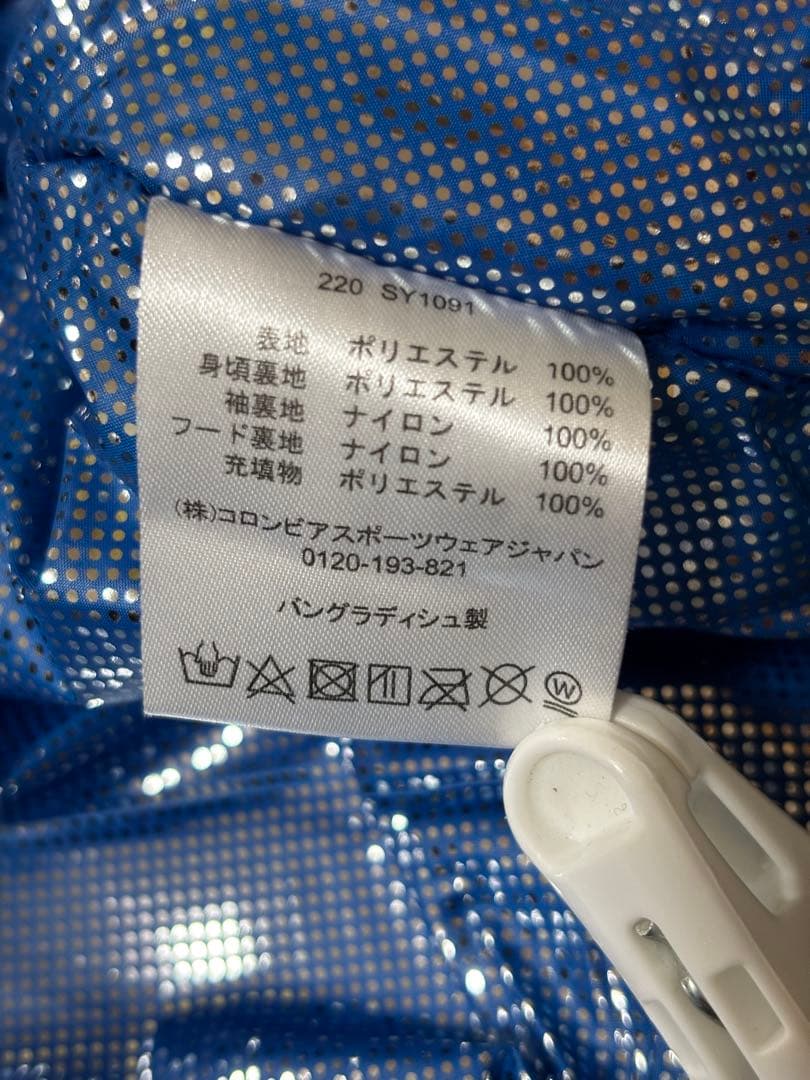 220 SY1091
表地 ポリエステル 100%
身頃裏地 ポリエステル 100%
袖裏地 ナイロン 100%
フード裏地 ナイロン 100%
充填物 ポリエステル 100%
(株)コロンビアスポーツウェアジャパン
0120-193-821
バングラディシュ製
W